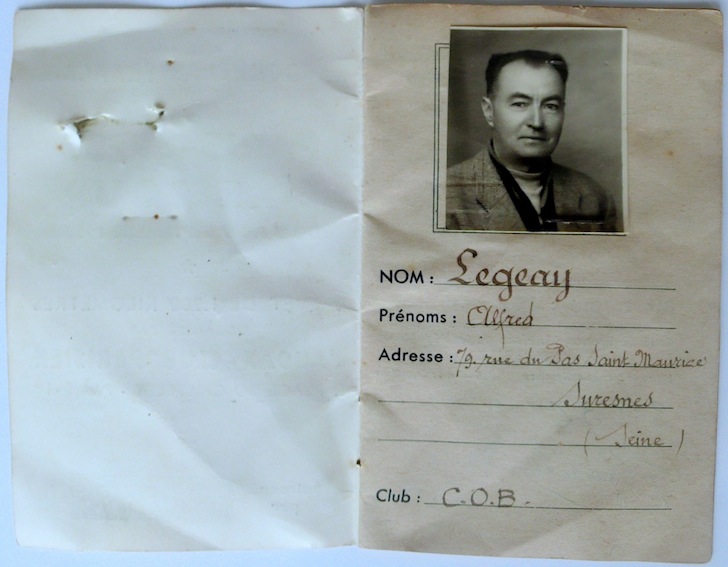 NOM : Legeay
Prénoms : Alfred
Adresse : 79. rue du Pas Saint Maurice
Suresnes
(Seine)
Club : C.O.B.